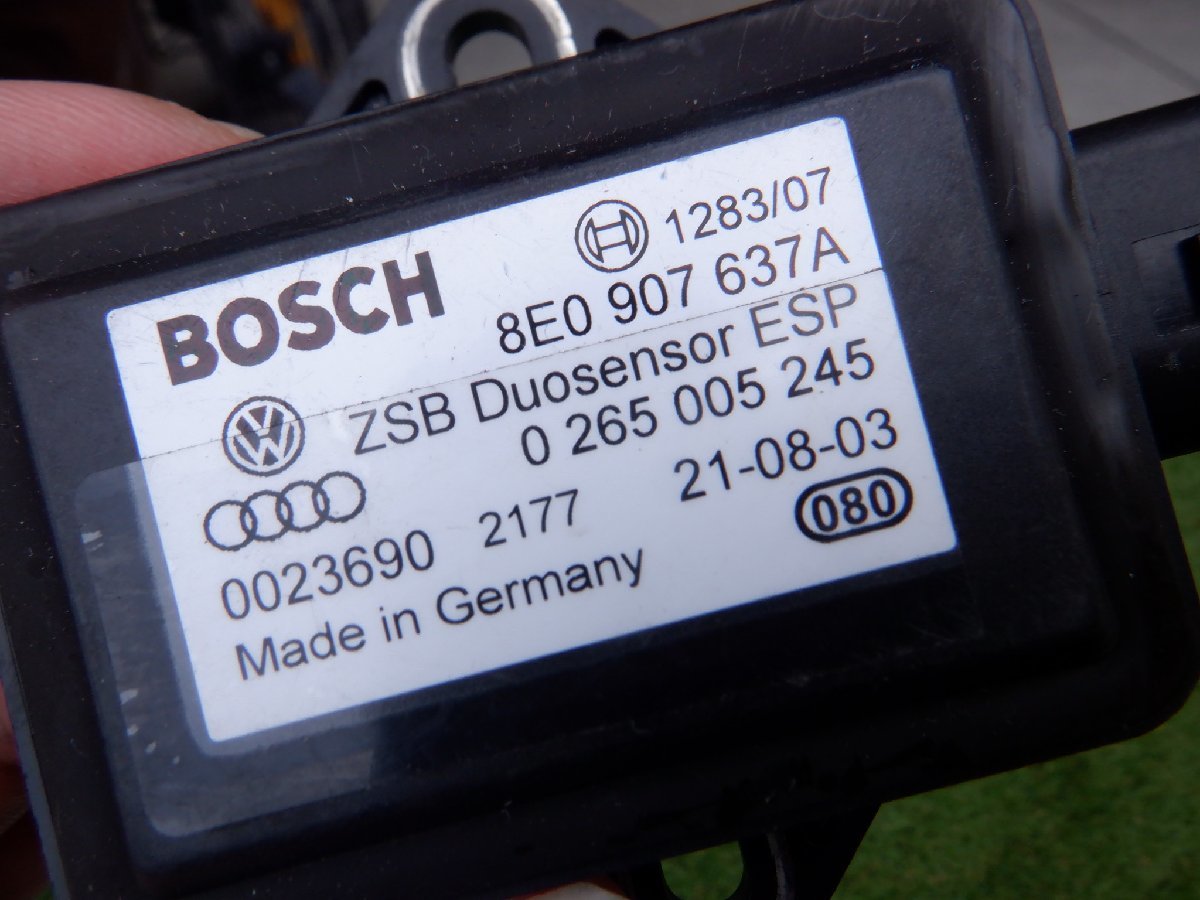 BOSCH 1283/07
8E0 907 637A
ZSB Duosensor ESP
0 265 005 245
0023690 2177 21-08-03
Made in Germany 080